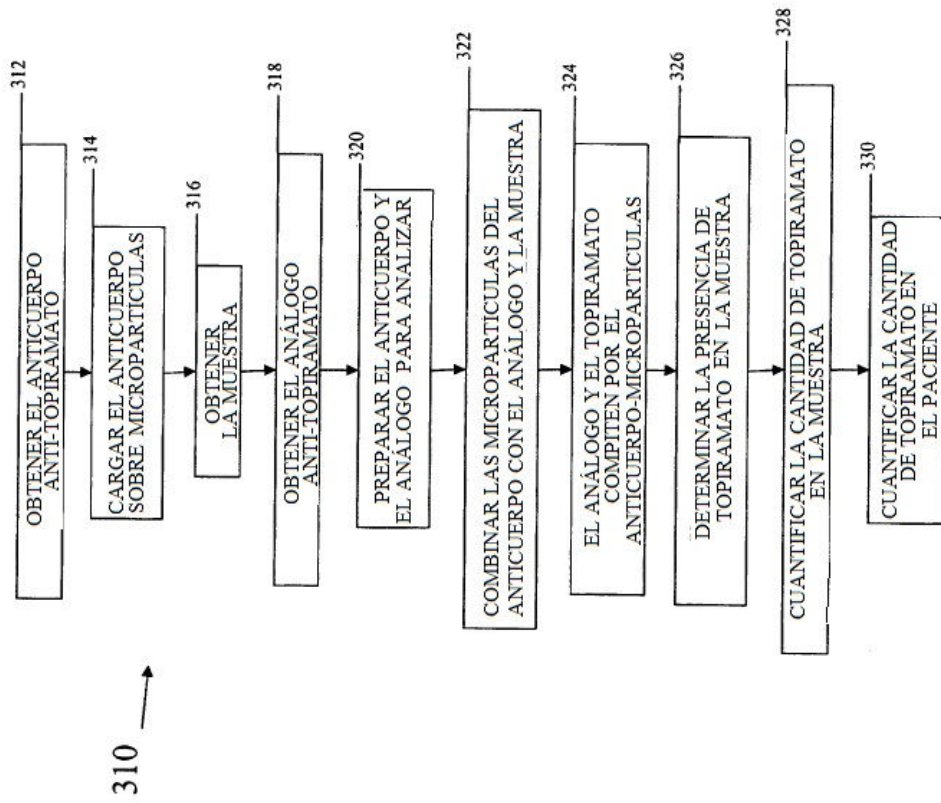 310
312
OBTENER EL ANTICUERPO
ANTI-TOPIRAMATO
314
CARGAR EL ANTICUERPO
SOBRE MICROPARTICULAS
316
OBTENER
LA MUESTRA
318
OBTENER EL ANÁLOGO
ANTI-TOPIRAMATO
320
PREPARAR EL ANTICUERPO Y
EL ANÁLOGO PARA ANALIZAR
322
COMBINAR LAS MICROPARTICULAS DEL
ANTICUERPO CON EL ANÁLOGO Y LA MUESTRA
324
EL ANÁLOGO Y EL TOPIRAMATO
COMPITEN POR EL
ANTICUERPO-MICROPARTÍCULAS
326
DETERMINAR LA PRESENCIA DE
TOPIRAMATO EN LA MUESTRA
328
CUANTIFICAR LA CANTIDAD DE TOPIRAMATO
EN LA MUESTRA
330
CUANTIFICAR LA CANTIDAD
DE TOPIRAMATO EN
EL PACIENTE